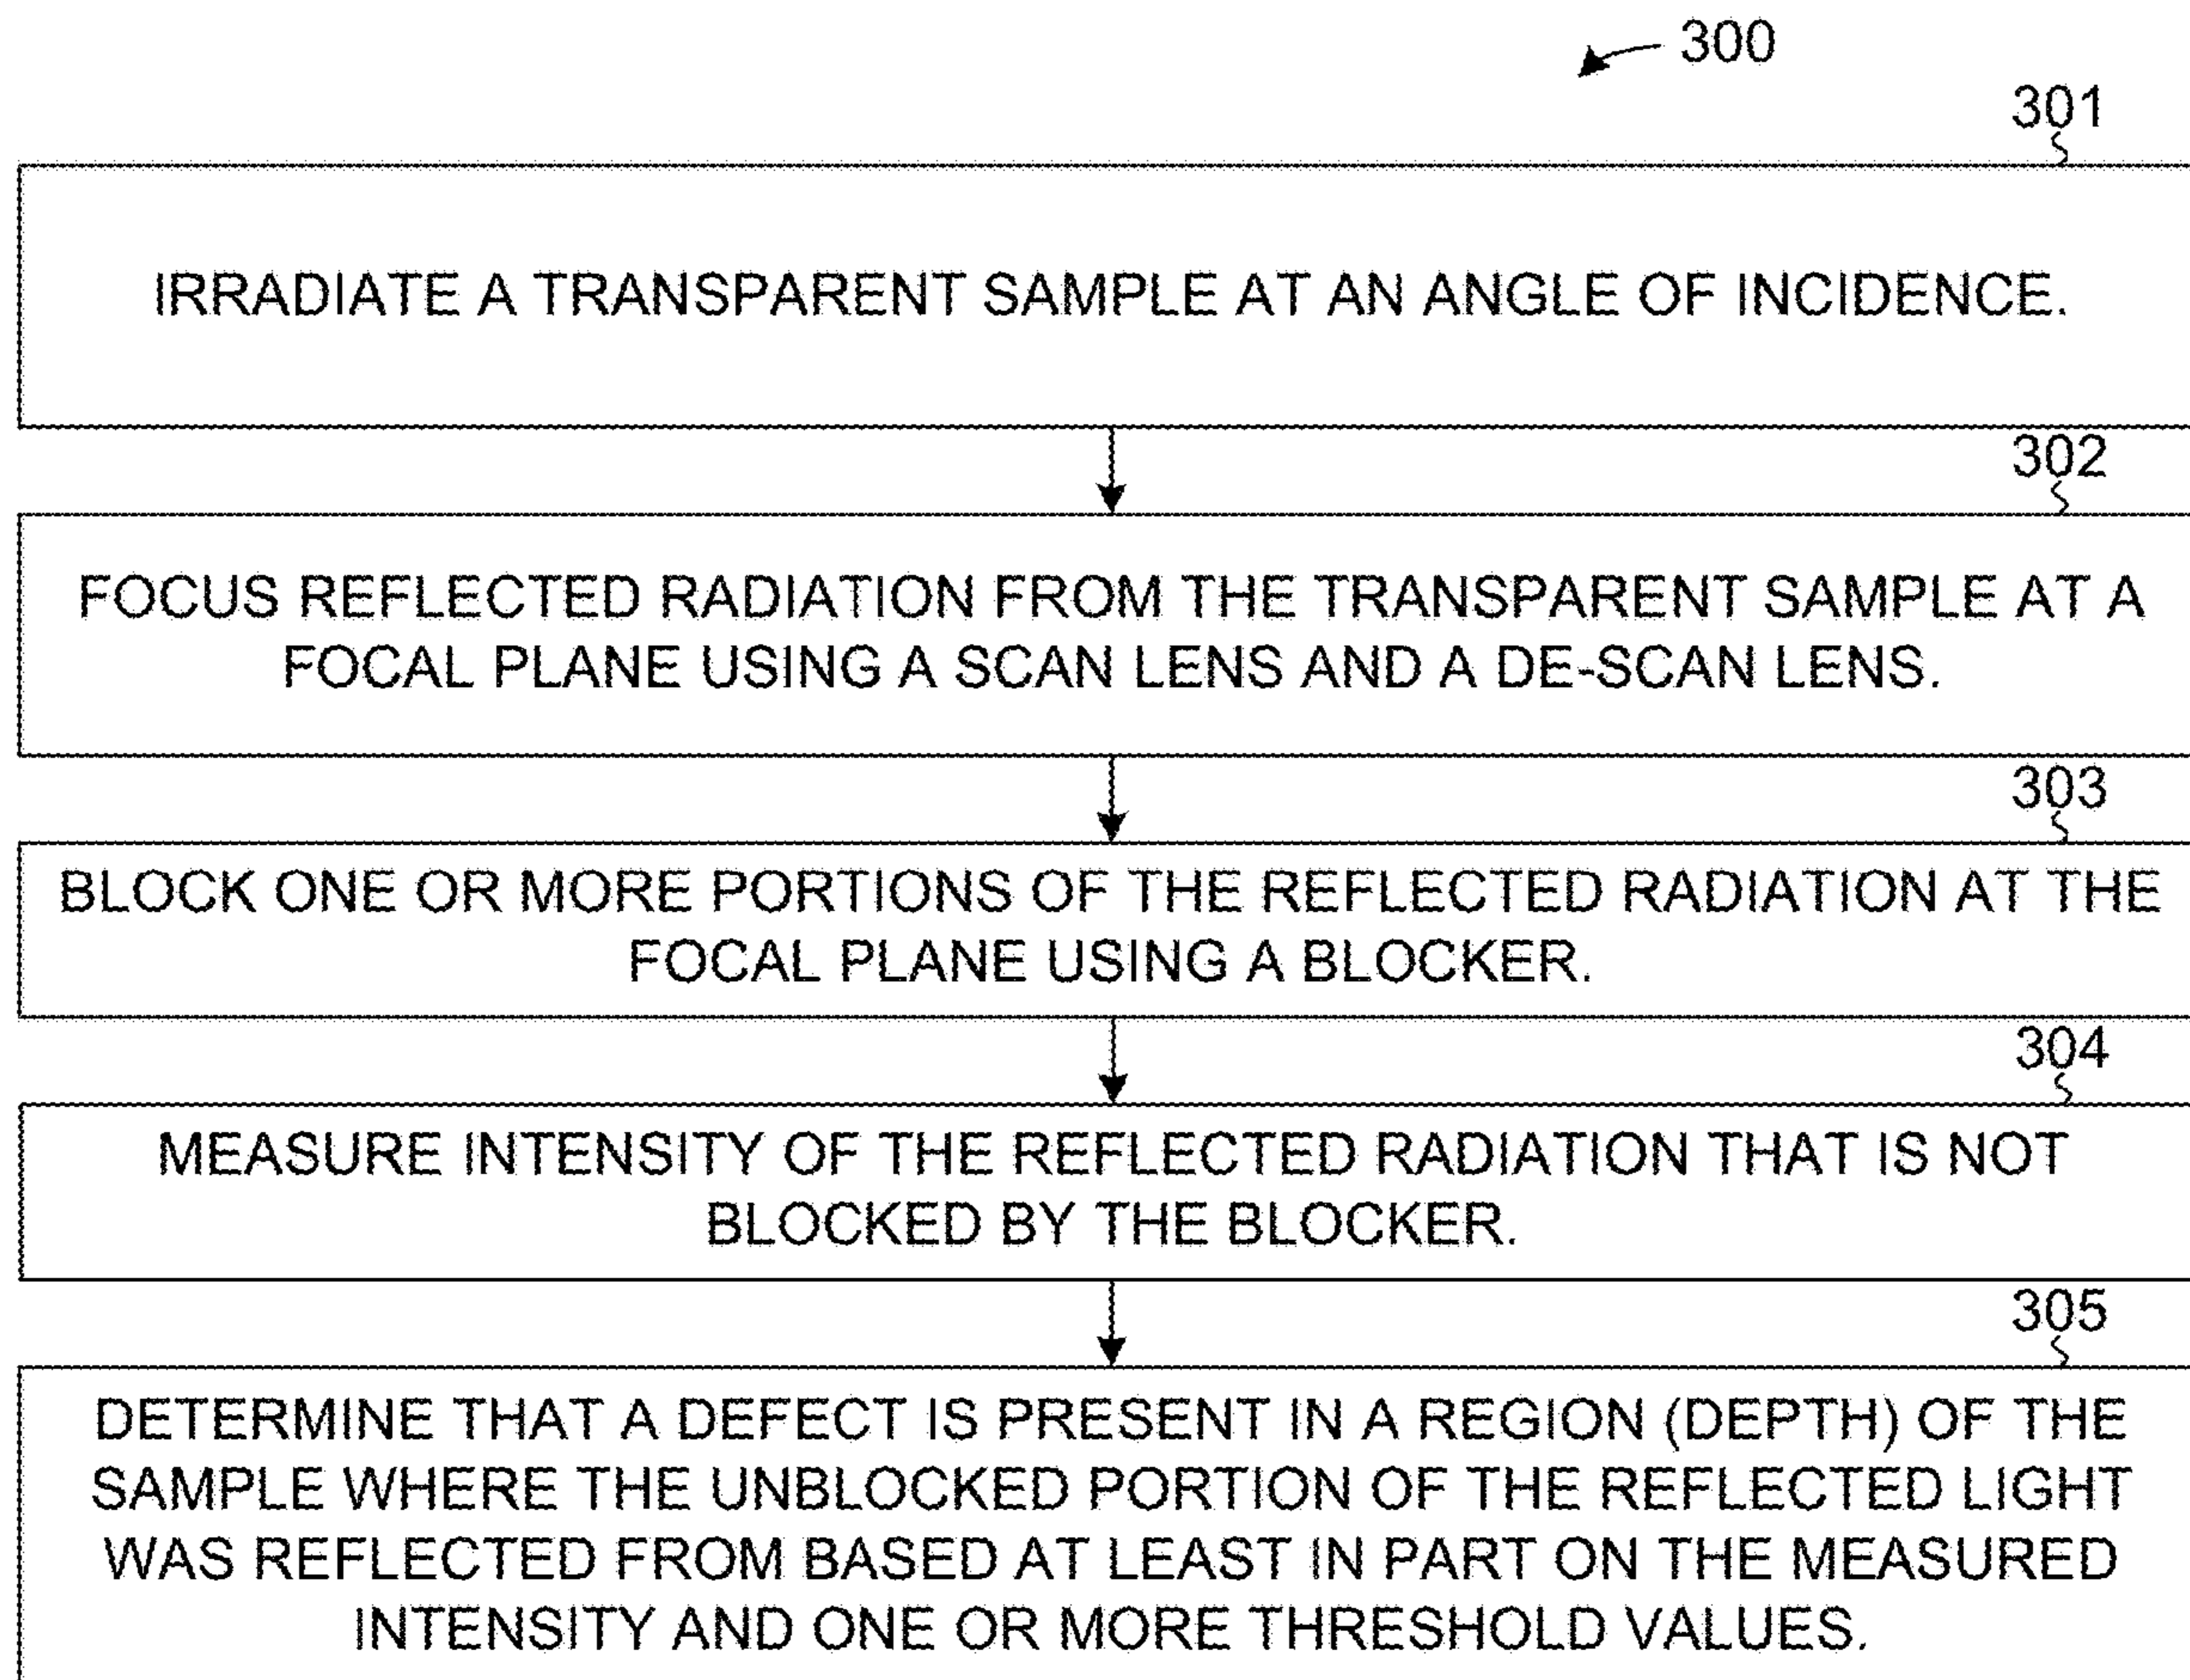 300
301
IRRADIATE A TRANSPARENT SAMPLE AT AN ANGLE OF INCIDENCE.
302
FOCUS REFLECTED RADIATION FROM THE TRANSPARENT SAMPLE AT A
FOCAL PLANE USING A SCAN LENS AND A DE-SCAN LENS.
303
BLOCK ONE OR MORE PORTIONS OF THE REFLECTED RADIATION AT THE
FOCAL PLANE USING A BLOCKER.
304
MEASURE INTENSITY OF THE REFLECTED RADIATION THAT IS NOT
BLOCKED BY THE BLOCKER.
305
DETERMINE THAT A DEFECT IS PRESENT IN A REGION (DEPTH) OF THE
SAMPLE WHERE THE UNBLOCKED PORTION OF THE REFLECTED LIGHT
WAS REFLECTED FROM BASED AT LEAST IN PART ON THE MEASURED
INTENSITY AND ONE OR MORE THRESHOLD VALUES.